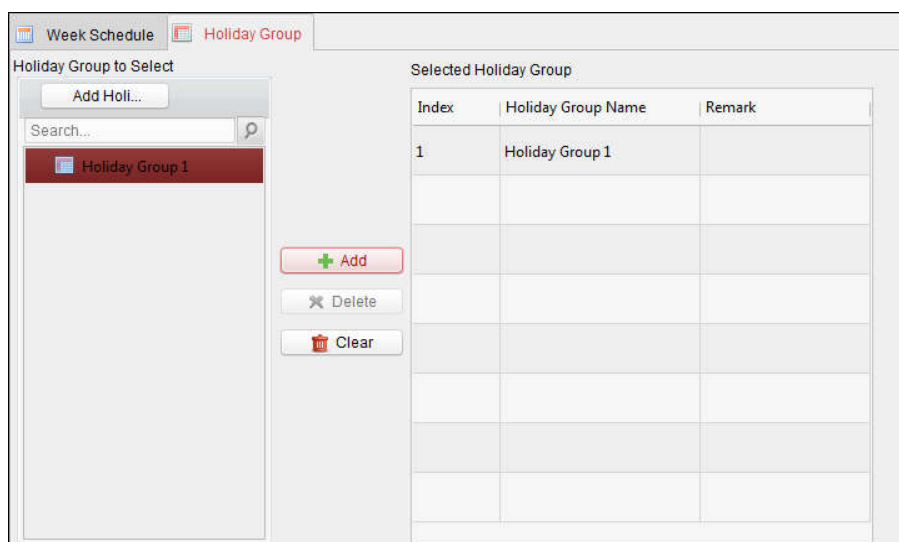 Week Schedule
Holiday Group
Holiday Group to Select
Add Holi...
Search...
Holiday Group 1
Add
Delete
Clear
Selected Holiday Group
Index Holiday Group Name Remark
1 Holiday Group 1